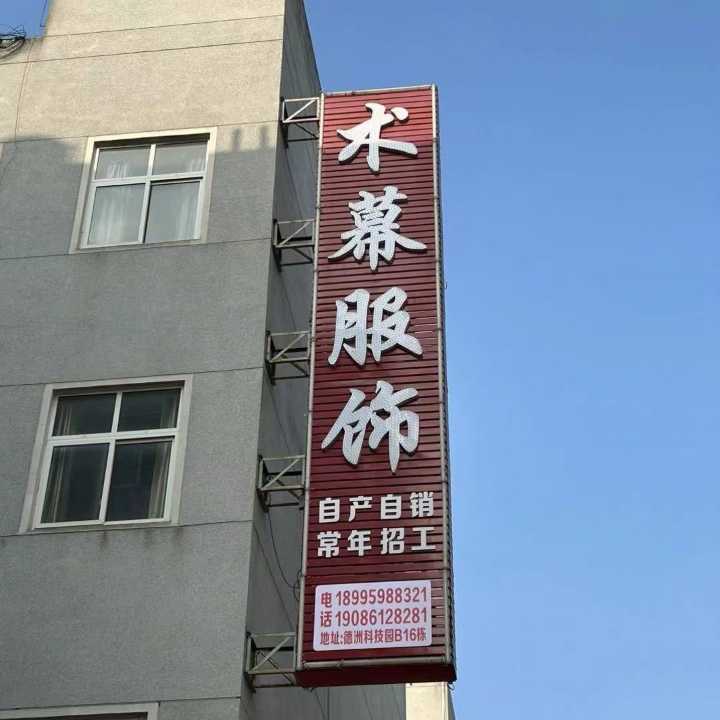 术幕服饰
自产自销
常年招工
电 18995988321
话 19086128281
地址:德洲科技园B16栋